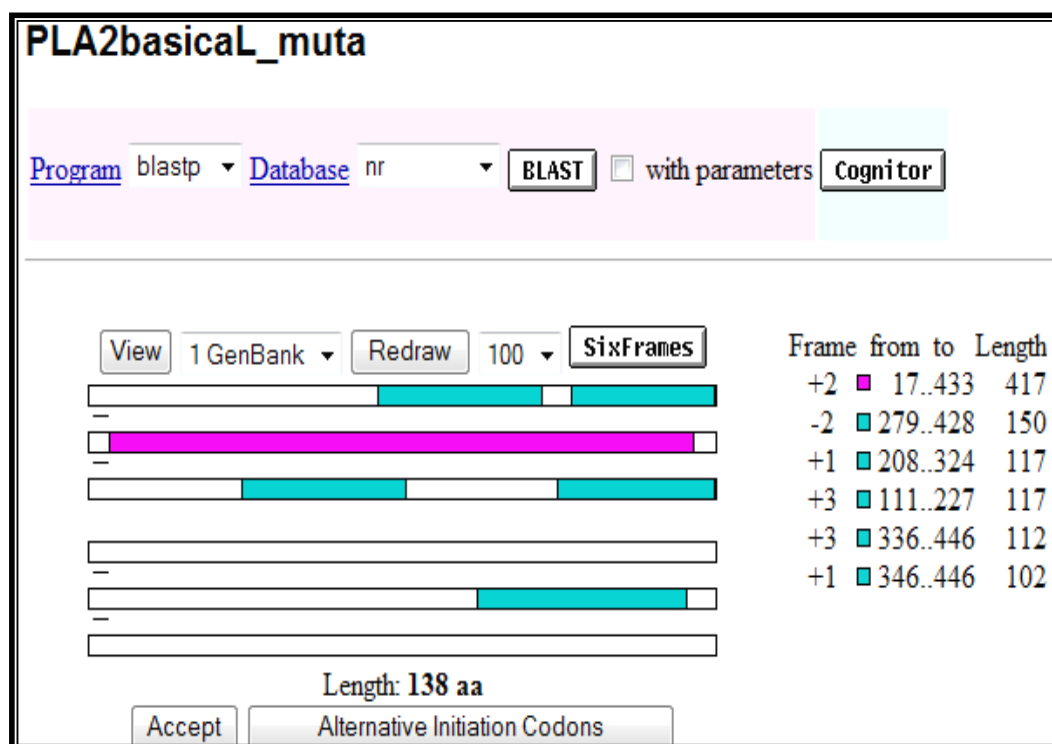 PLA2basicaL_muta
Program blastp Database nr BLAST with parameters Cognitor
View 1 GenBank Redraw 100 SixFrames
Frame from to Length
+2 17..433 417
-2 279..428 150
+1 208..324 117
+3 111..227 117
+3 336..446 112
+1 346..446 102
Length: 138 aa
Accept Alternative Initiation Codons